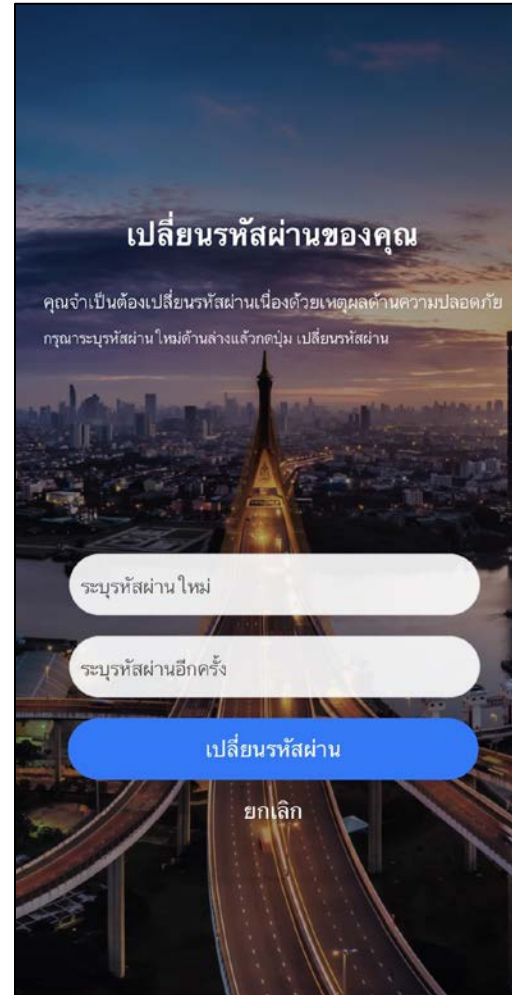 เปลี่ยนรหัสผ่านของคุณ
คุณจำเป็นต้องเปลี่ยนรหัสผ่านเนื่องด้วยเหตุผลด้านความปลอดภัย
กรุณาระบุรหัสผ่านใหม่ด้านล่างแล้วกดปุ่ม เปลี่ยนรหัสผ่าน
ระบุรหัสผ่านใหม่
ระบุรหัสผ่านอีกครั้ง
เปลี่ยนรหัสผ่าน
ยกเลิก